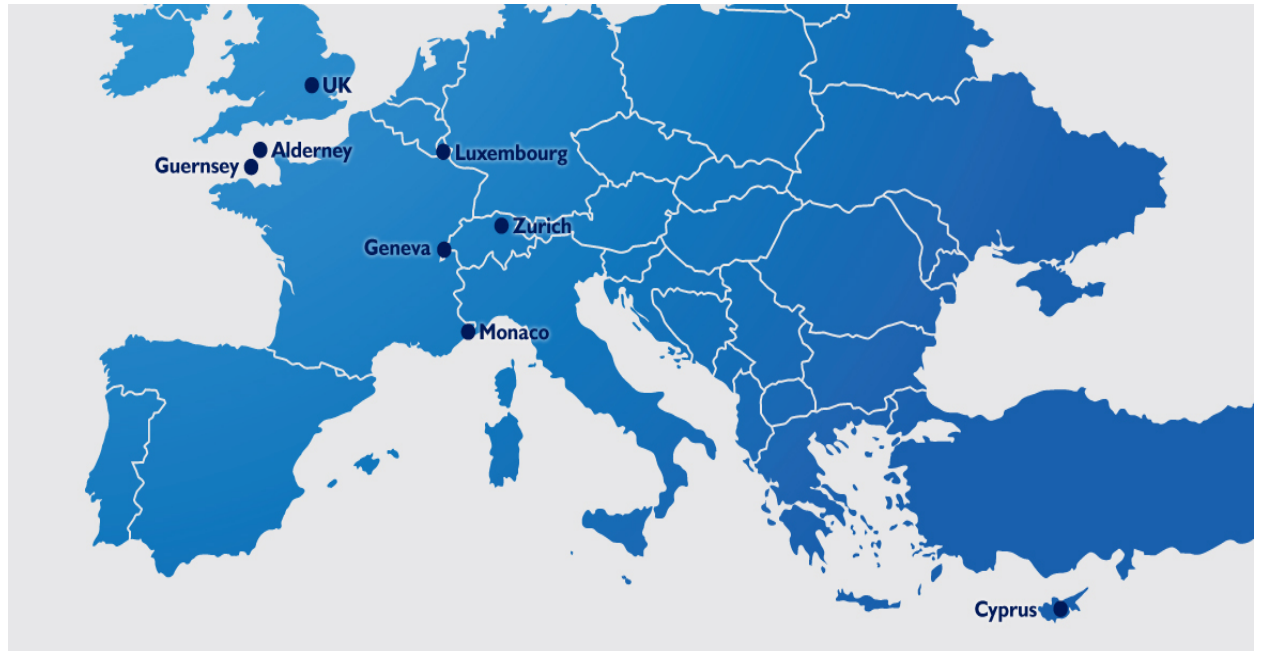 UK
Alderney
Guernsey
Luxembourg
Zurich
Geneva
Monaco
Cyprus